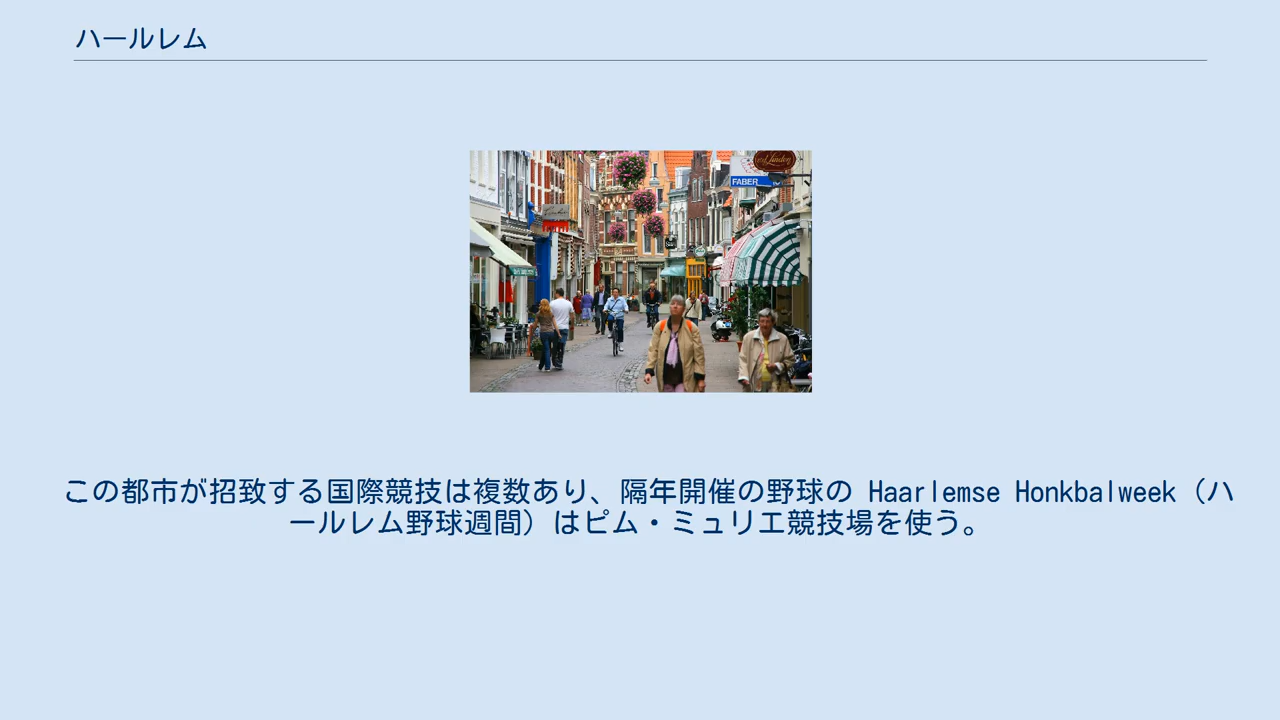 ハールレム
FABER
この都市が招致する国際競技は複数あり、隔年開催の野球の Haarlemse Honkbalweek（ハ
ールレム野球週間）はピム・ミュリエ競技場を使う。